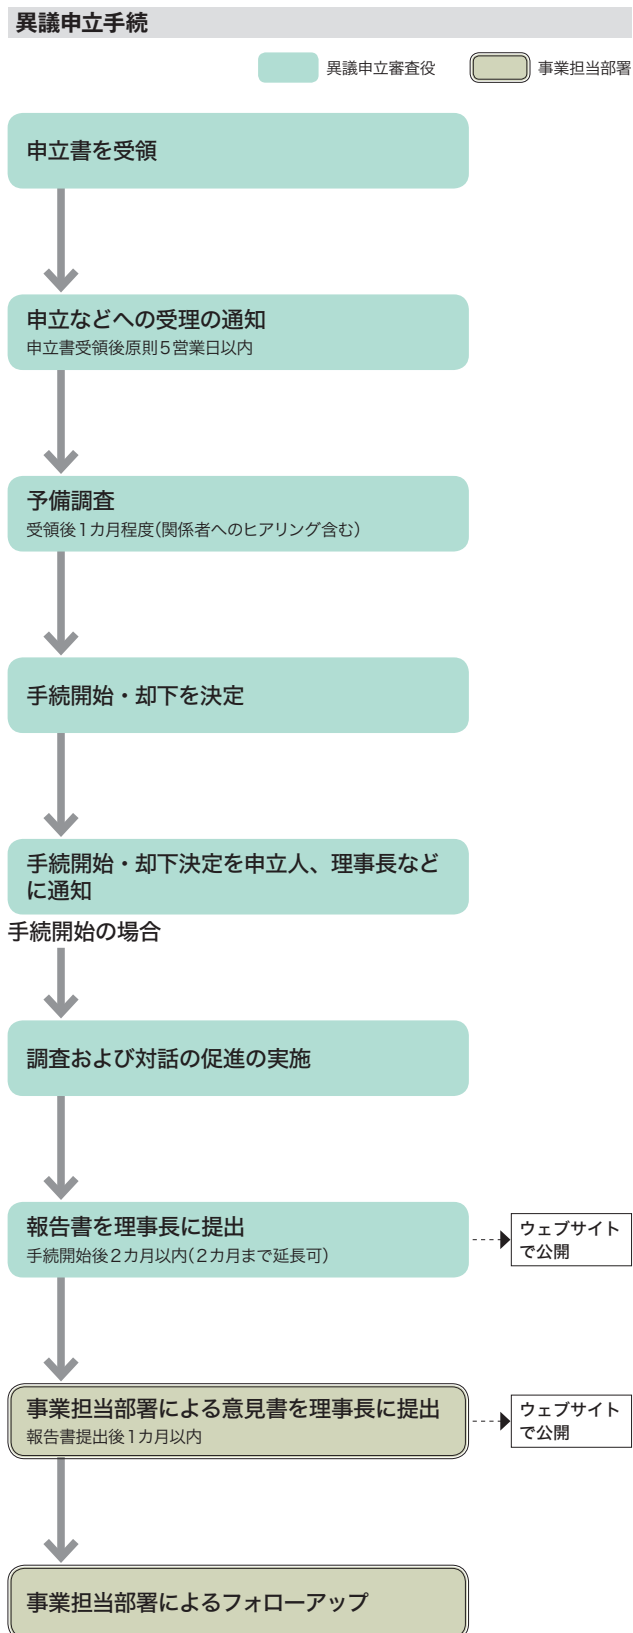 異議申立手続
異議申立審査役
事業担当部署
申立書を受領
申立などへの受理の通知
申立書受領後原則5営業日以内
予備調査
受領後1カ月程度(関係者へのヒアリング含む)
手続開始・却下を決定
手続開始・却下決定を申立人、理事長など
に通知
手続開始の場合
調査および対話の促進の実施
報告書を理事長に提出
手続開始後2カ月以内(2カ月まで延長可)
ウェブサイト
で公開
事業担当部署による意見書を理事長に提出
報告書提出後1カ月以内
ウェブサイト
で公開
事業担当部署によるフォローアップ